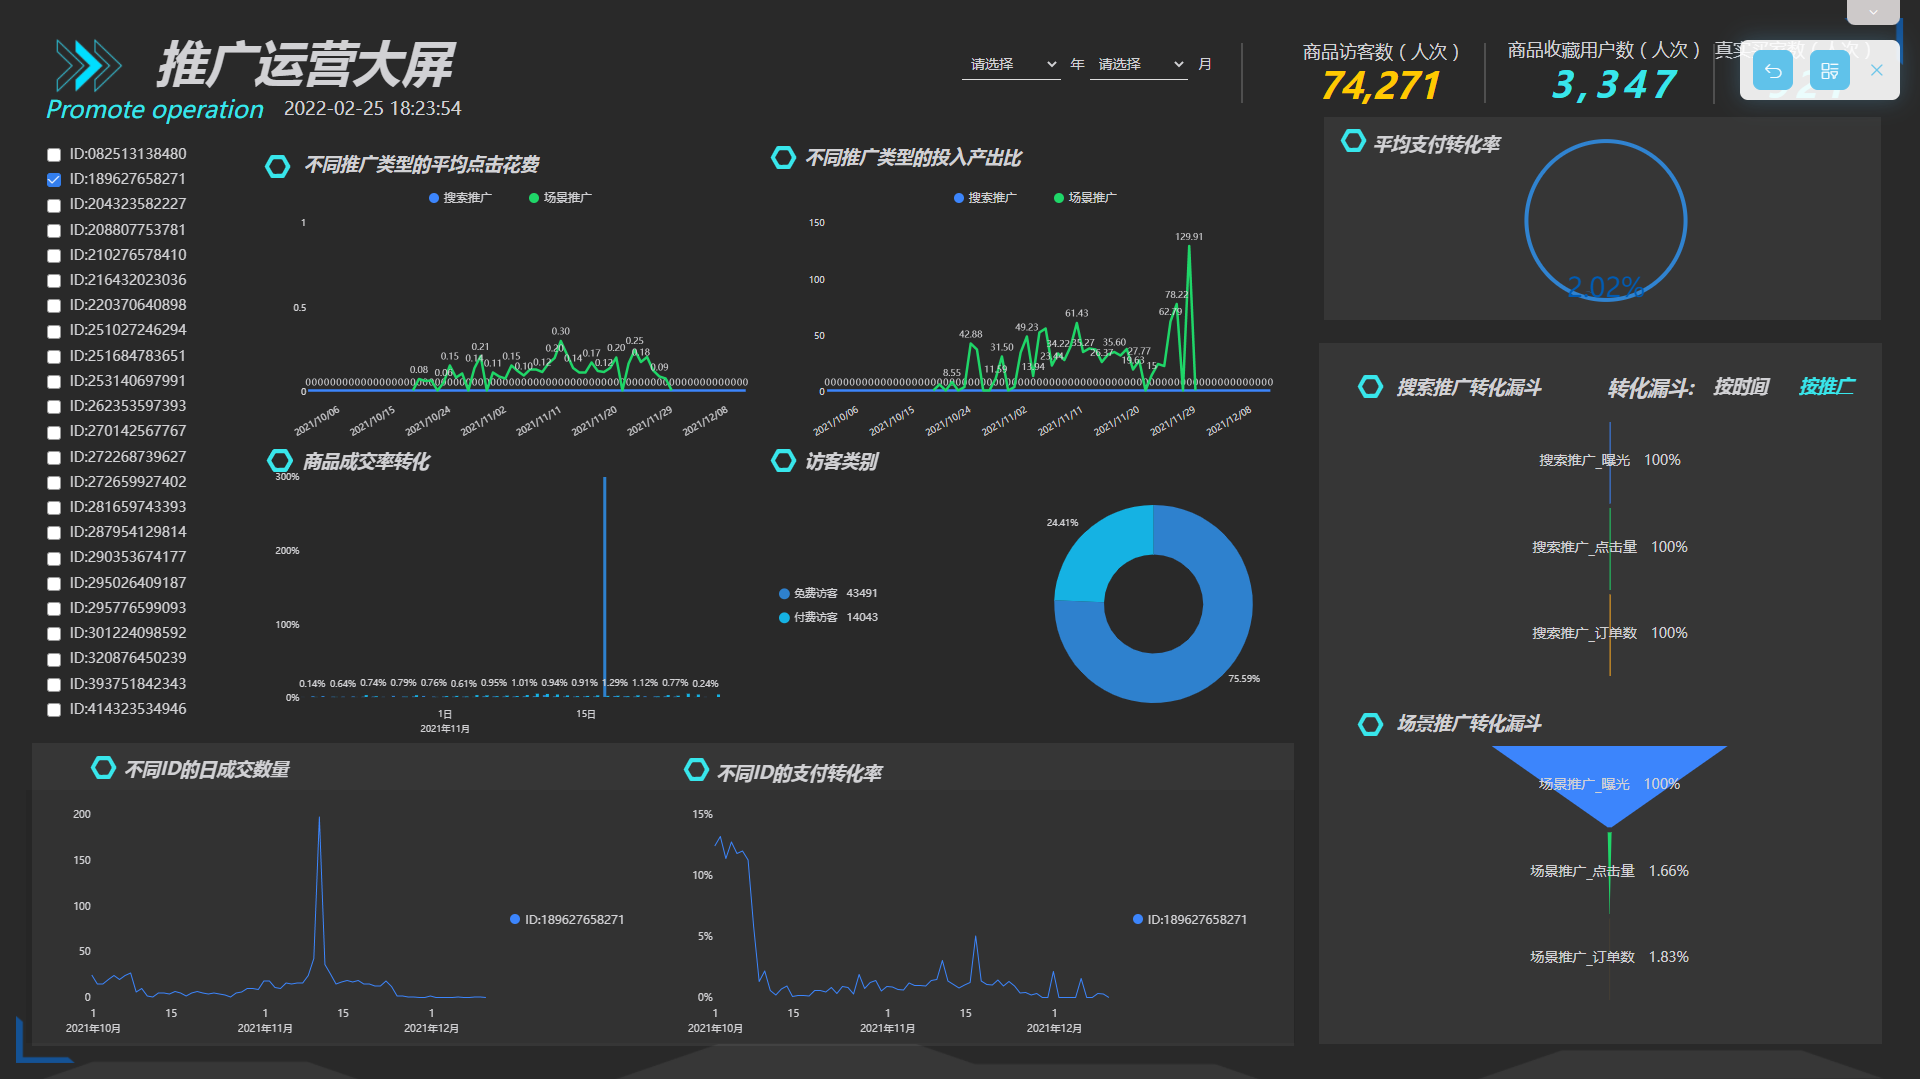 推广运营大屏
Promote operation
2022-02-25 18:23:54
请选择 年 请选择 月
商品访客数（人次）
74,271
商品收藏用户数（人次）
3,347
ID:082513138480
ID:189627658271
ID:204323582227
ID:208807753781
ID:210276578410
ID:216432023036
ID:220370640898
ID:251027246294
ID:251684783651
ID:253140697991
ID:262353597393
ID:270142567767
ID:272268739627
ID:272659927402
ID:281659743393
ID:287954129814
ID:290353674177
ID:295026409187
ID:295776599093
ID:301224098592
ID:320876450239
ID:393751842343
ID:414323534946
不同推广类型的平均点击花费
搜索推广 场景推广
1
0.5
0
0.08 0.15 0.21 0.11 0.15 0.10 0.12 0.30 0.14 0.17 0.12 0.20 0.25 0.18 0.09
2021/10/06 2021/10/15 2021/10/24 2021/11/02 2021/11/11 2021/11/20 2021/11/29 2021/12/08
不同推广类型的投入产出比
搜索推广 场景推广
150
100
50
0
8.55 42.88 11.59 31.50 49.23 13.94 61.43 34.22 35.27 26.37 35.60 27.77 19.63 62.79 78.22 129.91
2021/10/06 2021/10/15 2021/10/24 2021/11/02 2021/11/11 2021/11/20 2021/11/29 2021/12/08
商品成交率转化
300%
200%
100%
0%
0.14% 0.64% 0.74% 0.79% 0.76% 0.61% 0.95% 1.01% 0.94% 0.91% 1.29% 1.12% 0.77% 0.24%
1日 15日
2021年11月
访客类别
免费访客 43491
付费访客 14043
24.41%
75.59%
平均支付转化率
2.02%
搜索推广转化漏斗 转化漏斗: 按时间 按推广
搜索推广_曝光 100%
搜索推广_点击量 100%
搜索推广_订单数 100%
场景推广转化漏斗
场景推广_曝光 100%
场景推广_点击量 1.66%
场景推广_订单数 1.83%
不同ID的日成交数量
200
150
100
50
0
1 15 1 15 1
2021年10月 2021年11月 2021年12月
ID:189627658271
不同ID的支付转化率
15%
10%
5%
0%
1 15 1 15 1
2021年10月 2021年11月 2021年12月
ID:189627658271